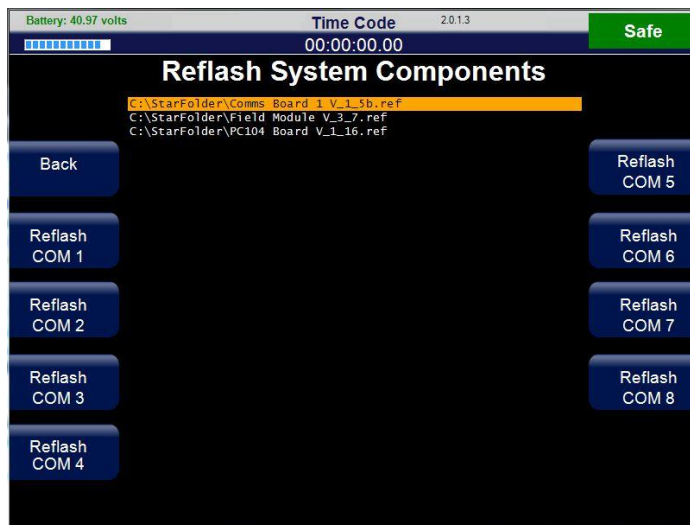 Battery: 40.97 volts
Time Code 2.0.1.3
Safe
00:00:00.00
Reflash System Components
C:\StarFolder\Comms Board 1 V_1_5b.ref
C:\StarFolder\Field Module V_3_7.ref
C:\StarFolder\PC104 Board V_1_16.ref
Back
Reflash
COM 1
Reflash
COM 2
Reflash
COM 3
Reflash
COM 4
Reflash
COM 5
Reflash
COM 6
Reflash
COM 7
Reflash
COM 8